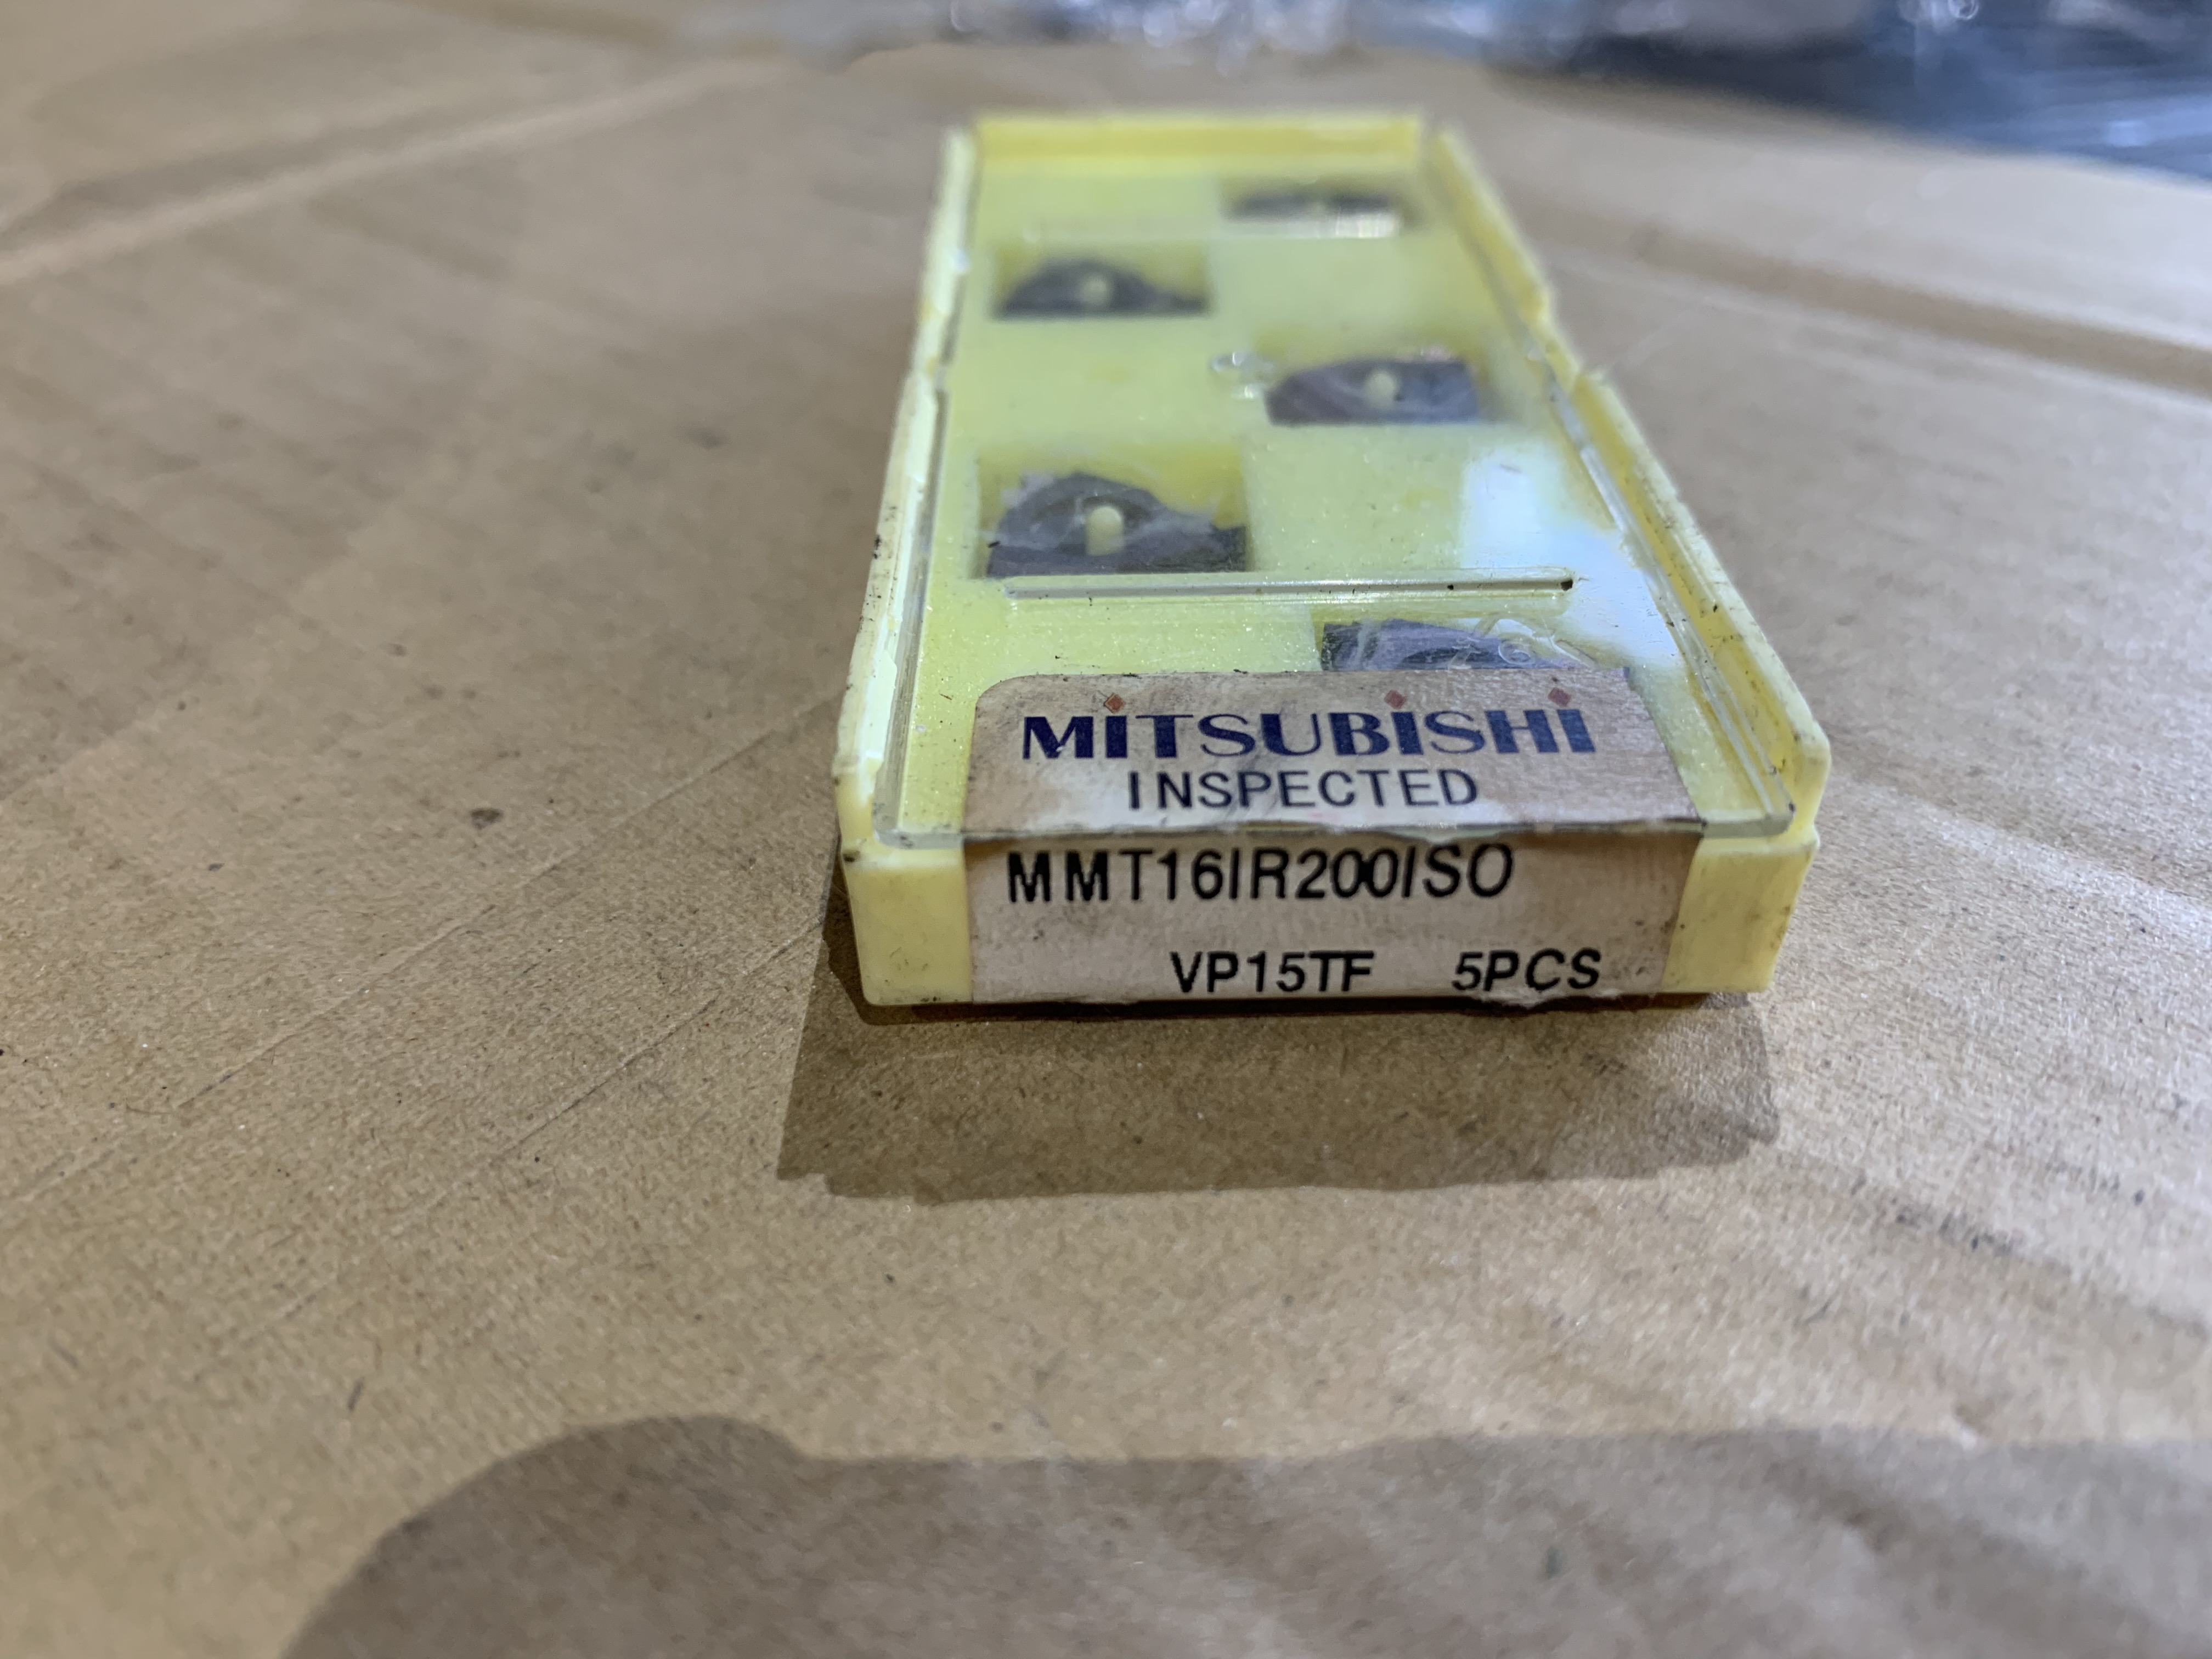 MITSUBISHI
INSPECTED
MMT16IR200ISO
VP15TF 5PCS